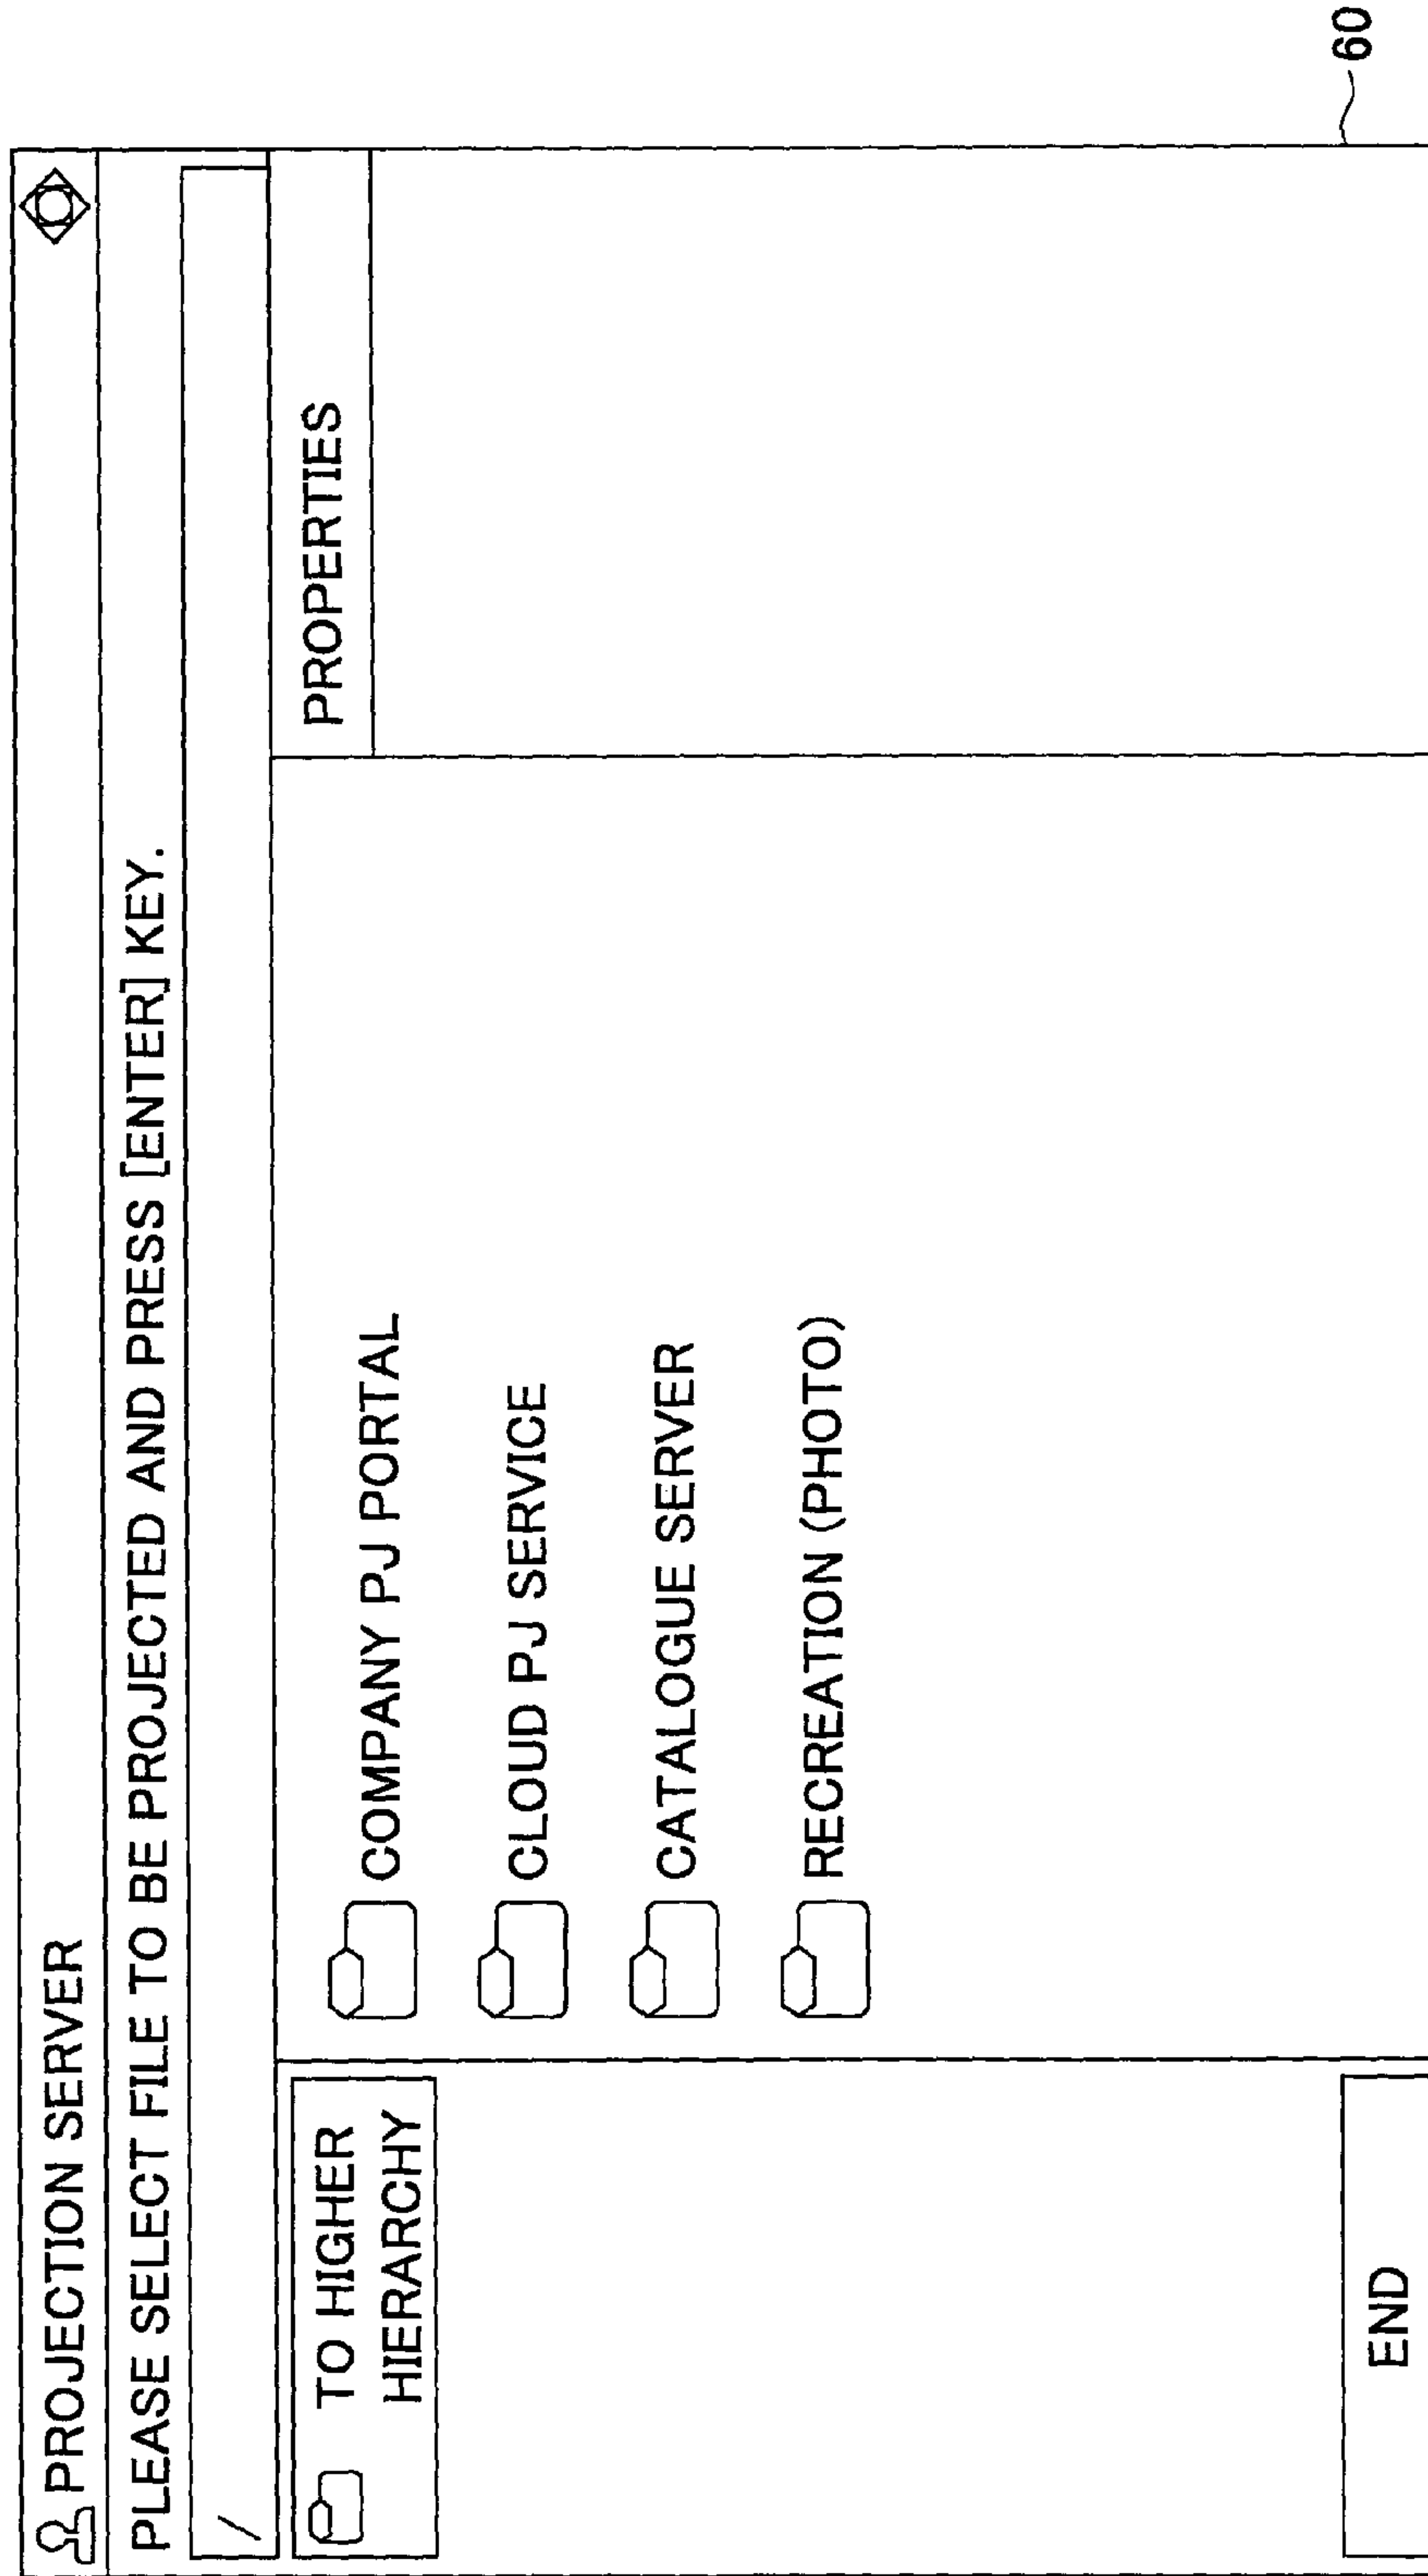 PROJECTION SERVER
PLEASE SELECT FILE TO BE PROJECTED AND PRESS [ENTER] KEY.
/
TO HIGHER
HIERARCHY
COMPANY PJ PORTAL
CLOUD PJ SERVICE
CATALOGUE SERVER
RECREATION (PHOTO)
PROPERTIES
END
60